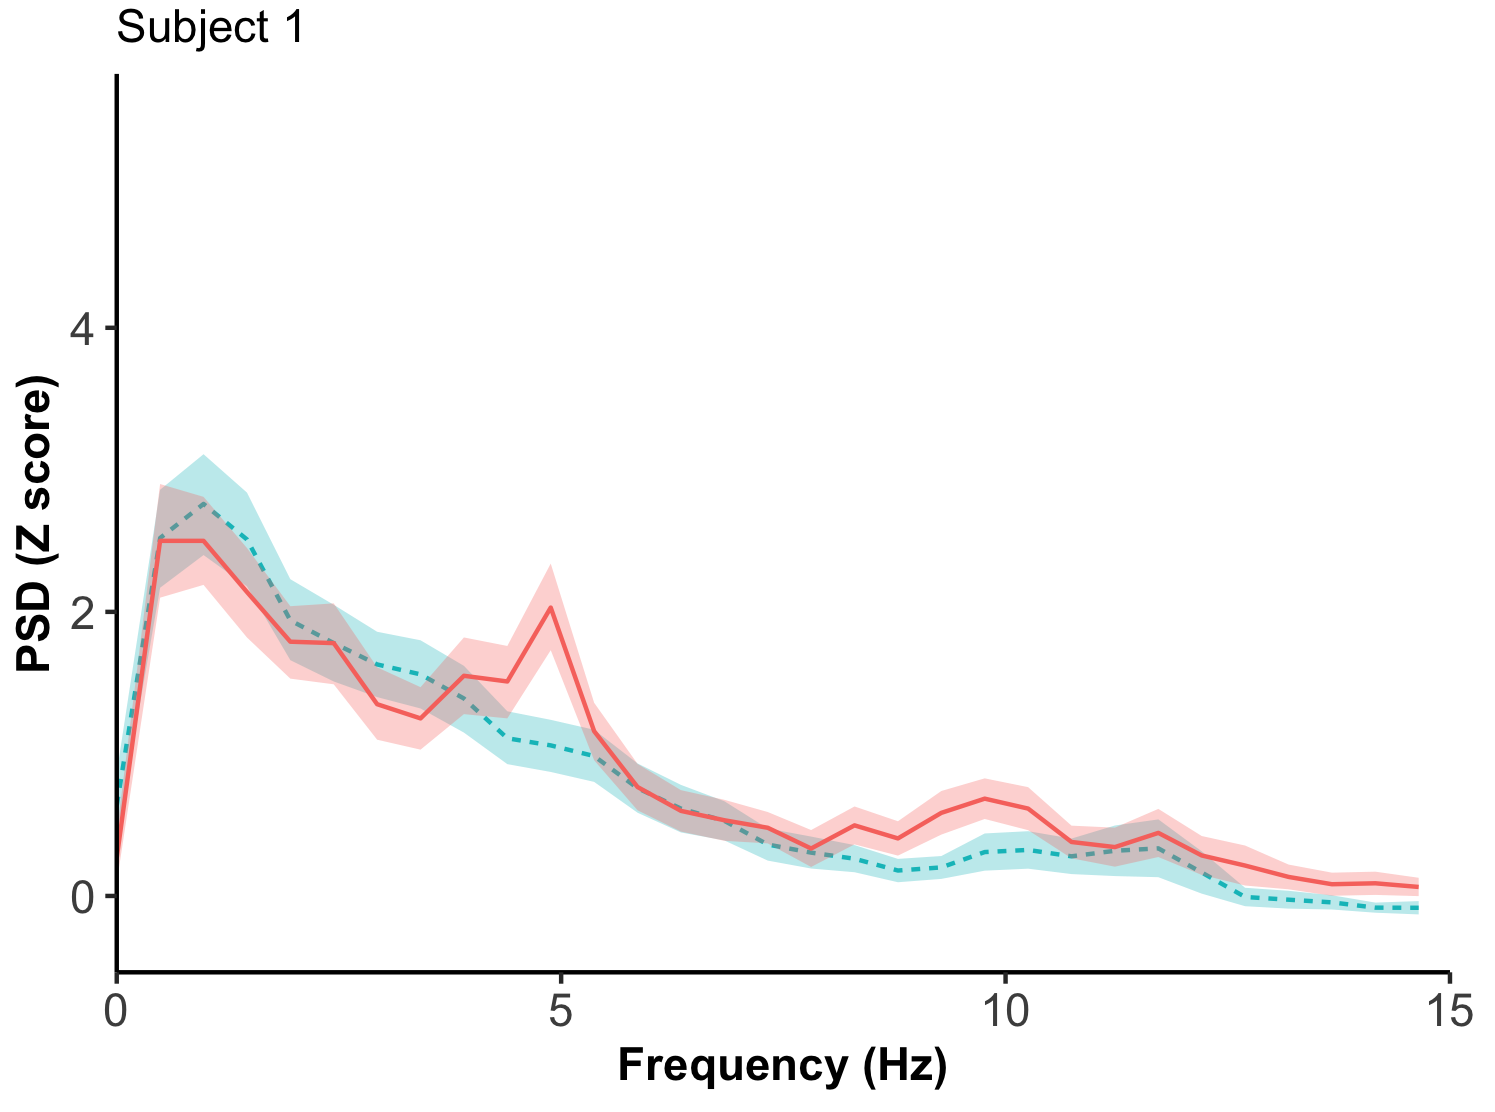 Subject 1
PSD (Z score)
4
2
0
0 5 10 15
Frequency (Hz)